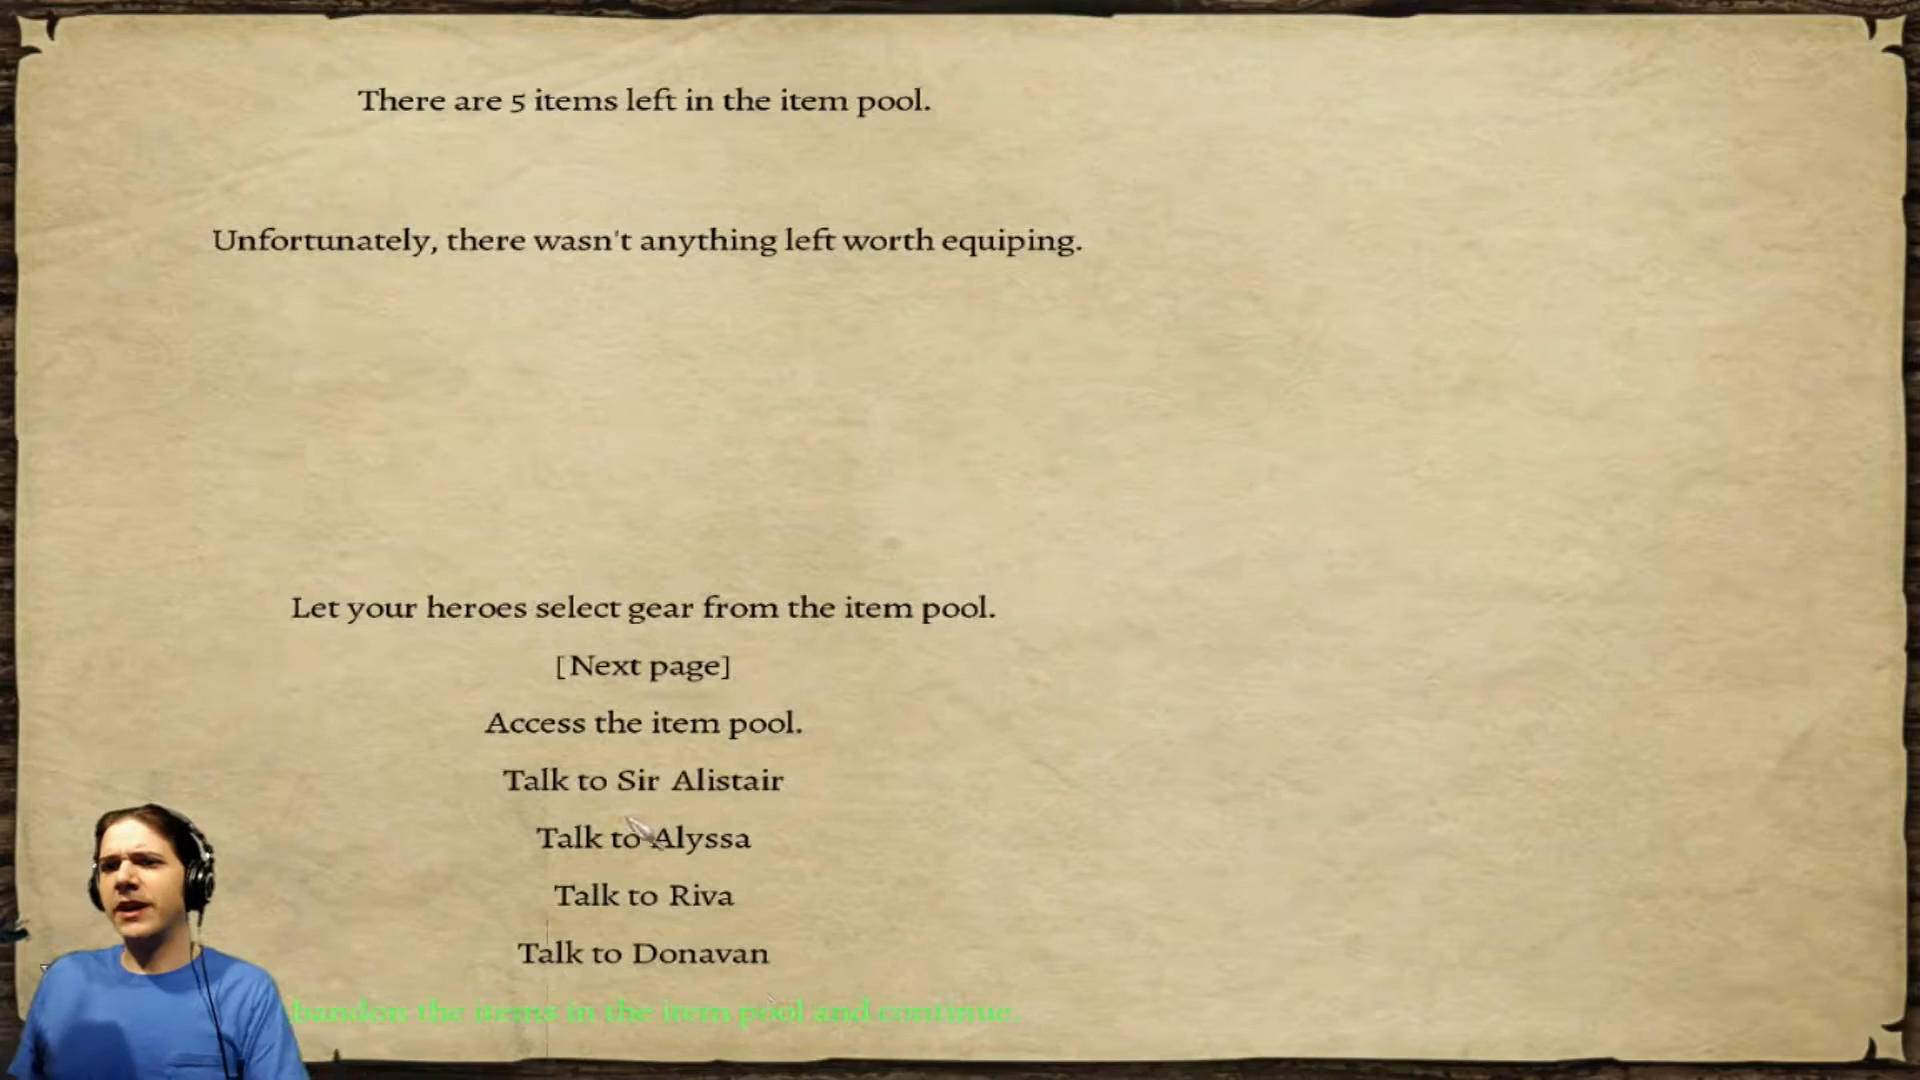 There are 5 items left in the item pool.
Unfortunately, there wasn't anything left worth equiping.
Let your heroes select gear from the item pool.
[Next page]
Access the item pool.
Talk to Sir Alistair
Talk to Alyssa
Talk to Riva
Talk to Donavan
bandon the items in the item pool and continue.